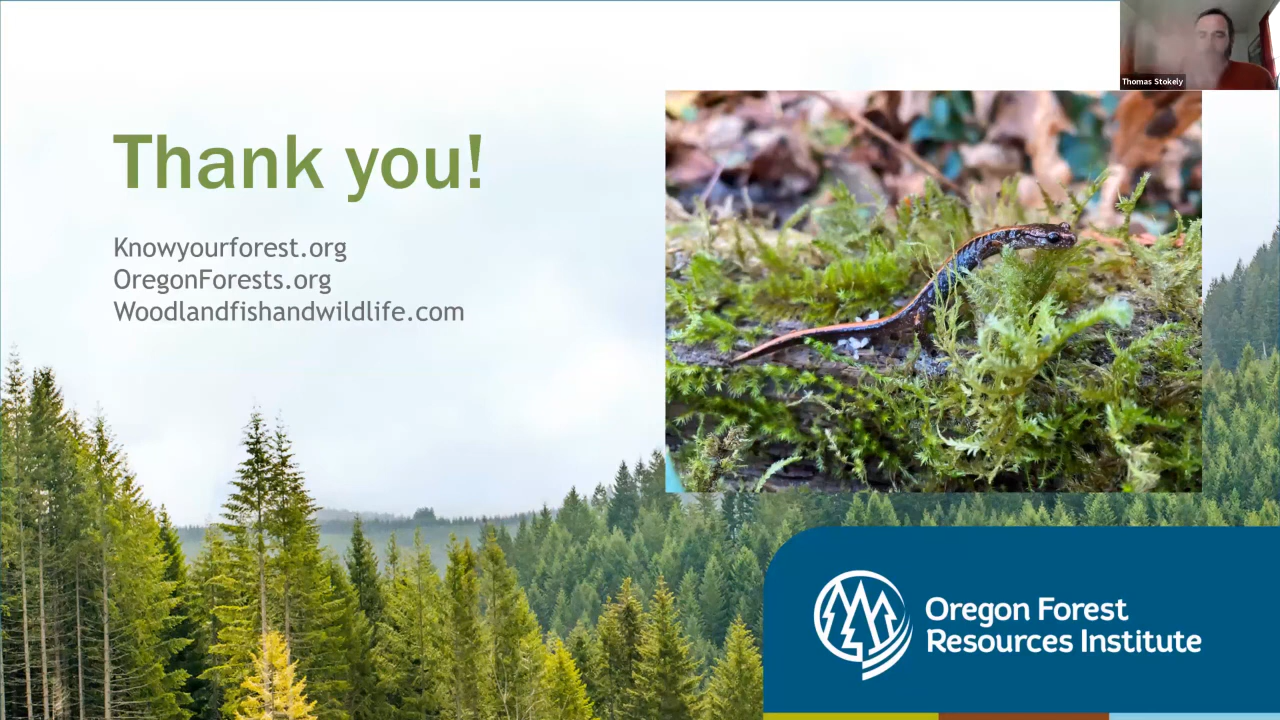 Thomas Stokely
Thank you!
Knowyourforest.org
OregonForests.org
Woodlandfishandwildlife.com
Oregon Forest
Resources Institute